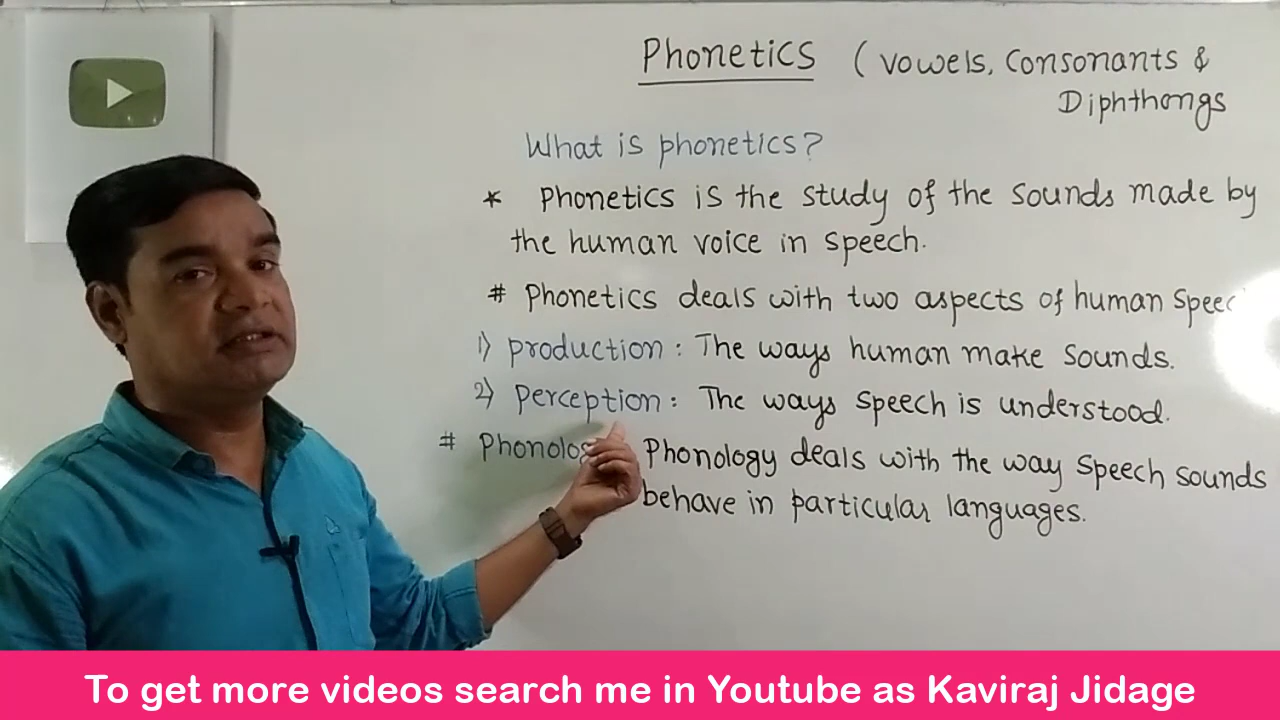 Phonetics ( Vowels, Consonants &
Diphthongs
What is phonetics?
* Phonetics is the study of the sounds made by
the human voice in speech.
# Phonetics deals with two aspects of human
1) production : The ways human make sounds.
2) perception : The ways speech is understood.
# Phonology deals with the way speech sounds
behave in particular languages.
To get more videos search me in Youtube as Kaviraj Jidage